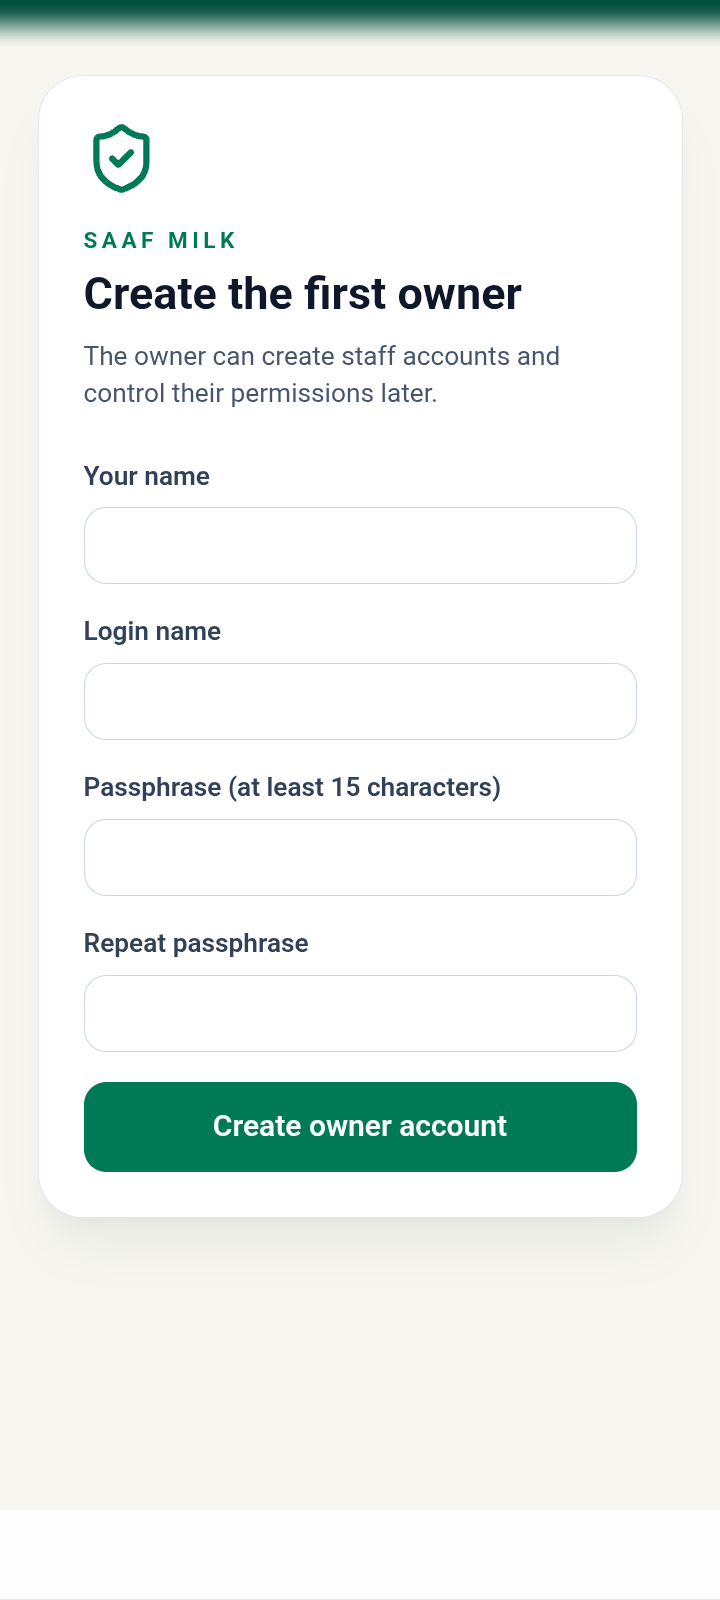 SAAF MILK
Create the first owner
The owner can create staff accounts and
control their permissions later.
Your name
Login name
Passphrase (at least 15 characters)
Repeat passphrase
Create owner account